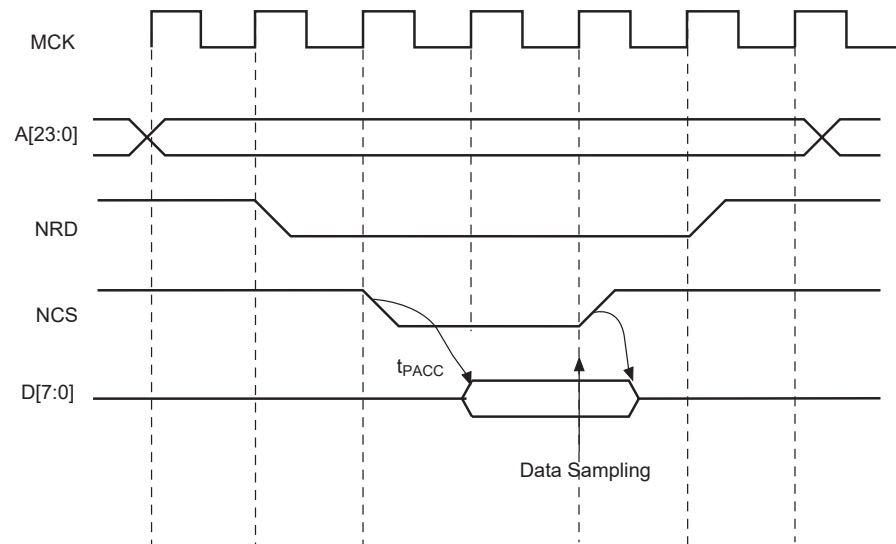 MCK
A[23:0]
NRD
NCS
tPACC
D[7:0]
Data Sampling